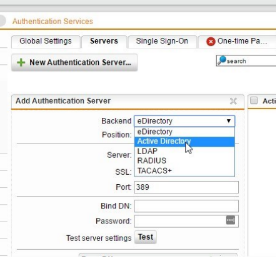 Authentication Services
Global Settings Servers Single Sign-On One-time Pa...
New Authentication Server... search
Add Authentication Server Acti
Backend eDirectory
Position: eDirectory
Active Directory
Server: LDAP
RADIUS
SSL: TACACS+
Port 389
Bind DN:
Password:
Test server settings Test